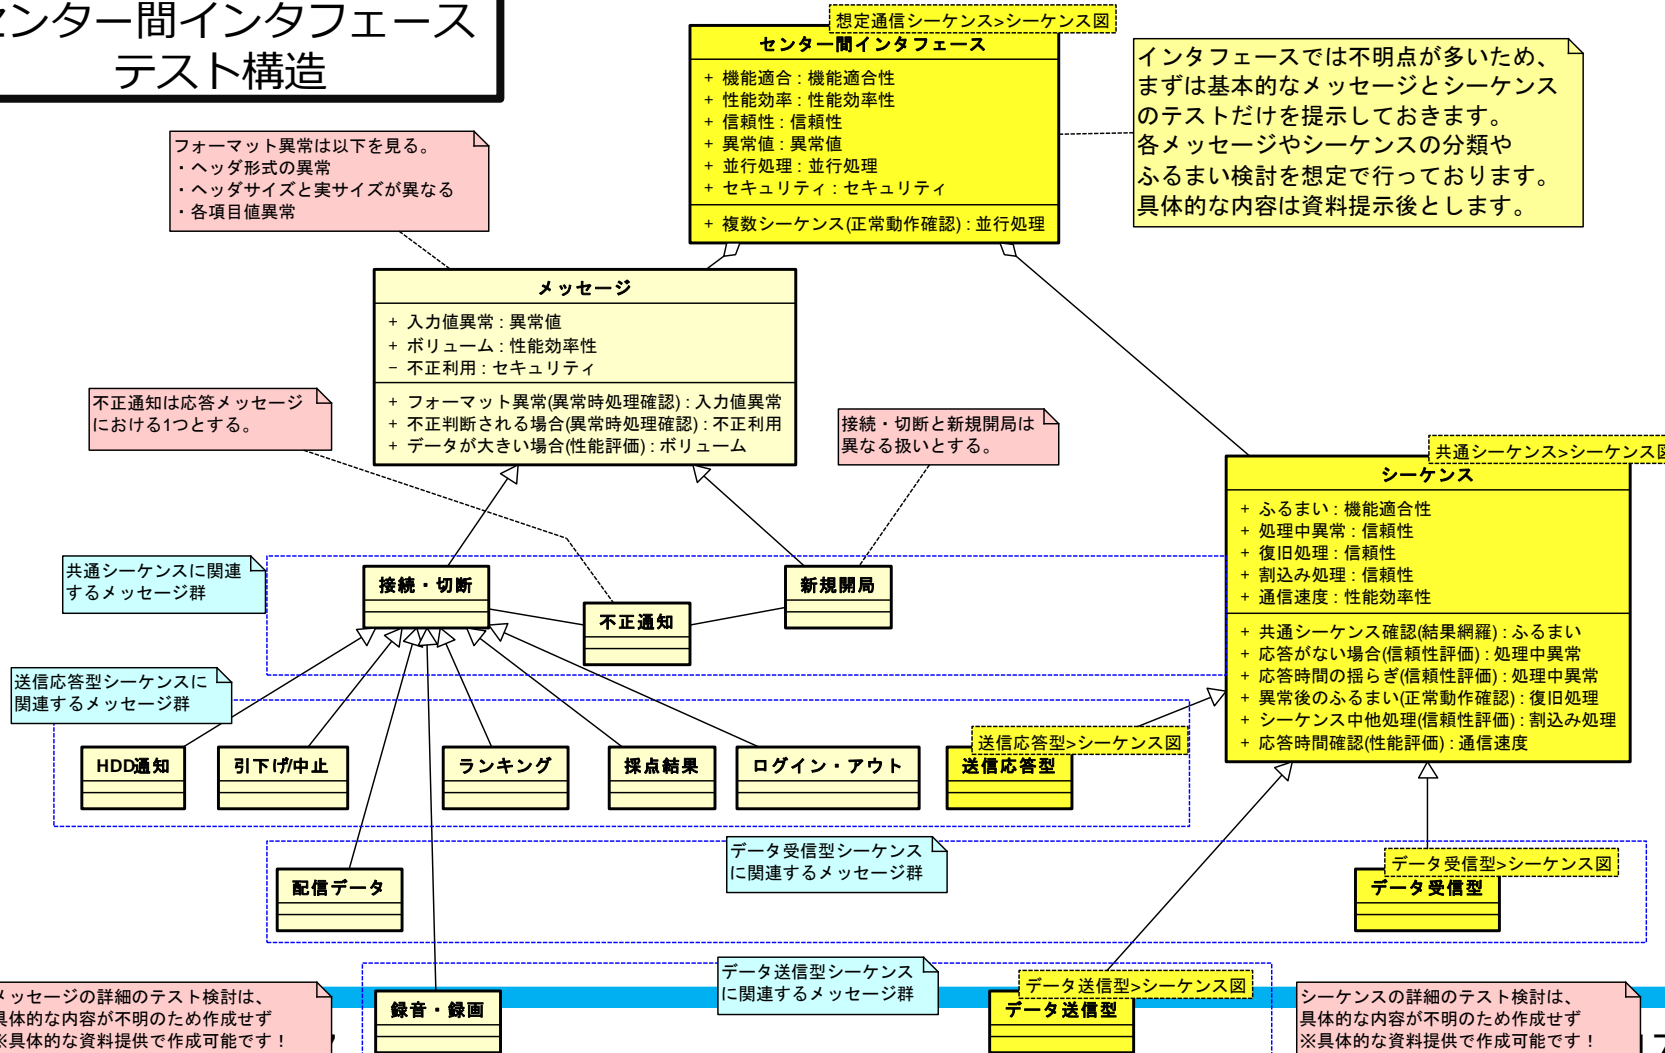 センター間インタフェース
テスト構造
想定通信シーケンス>シーケンス図
センター間インタフェース
+ 機能適合 : 機能適合性
+ 性能効率 : 性能効率性
+ 信頼性 : 信頼性
+ 異常値 : 異常値
+ 並行処理 : 並行処理
+ セキュリティ : セキュリティ
+ 複数シーケンス(正常動作確認) : 並行処理
インタフェースでは不明点が多いため、
まずは基本的なメッセージとシーケンス
のテストだけを提示しておきます。
各メッセージやシーケンスの分類や
ふるまい検討を想定で行っております。
具体的な内容は資料提示後とします。
フォーマット異常は以下を見る。
・ヘッダ形式の異常
・ヘッダサイズと実サイズが異なる
・各項目値異常
メッセージ
+ 入力値異常 : 異常値
+ ボリューム : 性能効率性
- 不正利用 : セキュリティ
+ フォーマット異常(異常時処理確認) : 入力値異常
+ 不正判断される場合(異常時処理確認) : 不正利用
+ データが大きい場合(性能評価) : ボリューム
不正通知は応答メッセージ
における1つとする。
接続・切断と新規開局は
異なる扱いとする。
共通シーケンス>シーケンス図
シーケンス
+ ふるまい : 機能適合性
+ 処理中異常 : 信頼性
+ 復旧処理 : 信頼性
+ 割込み処理 : 信頼性
+ 通信速度 : 性能効率性
+ 共通シーケンス確認(結果網羅) : ふるまい
+ 応答がない場合(信頼性評価) : 処理中異常
+ 応答時間の揺らぎ(信頼性評価) : 処理中異常
+ 異常後のふるまい(正常動作確認) : 復旧処理
+ シーケンス中他処理(信頼性評価) : 割込み処理
+ 応答時間確認(性能評価) : 通信速度
共通シーケンスに関連
するメッセージ群
接続・切断
不正通知
新規開局
送信応答型シーケンスに
関連するメッセージ群
HDD通知
引下げ/中止
ランキング
採点結果
ログイン・アウト
送信応答型>シーケンス図
送信応答型
データ受信型シーケンス
に関連するメッセージ群
配信データ
データ受信型>シーケンス図
データ受信型
データ送信型シーケンス
に関連するメッセージ群
録音・録画
データ送信型>シーケンス図
データ送信型
メッセージの詳細のテスト検討は、
具体的な内容が不明のため作成せず
※具体的な資料提供で作成可能です！
シーケンスの詳細のテスト検討は、
具体的な内容が不明のため作成せず
※具体的な資料提供で作成可能です！